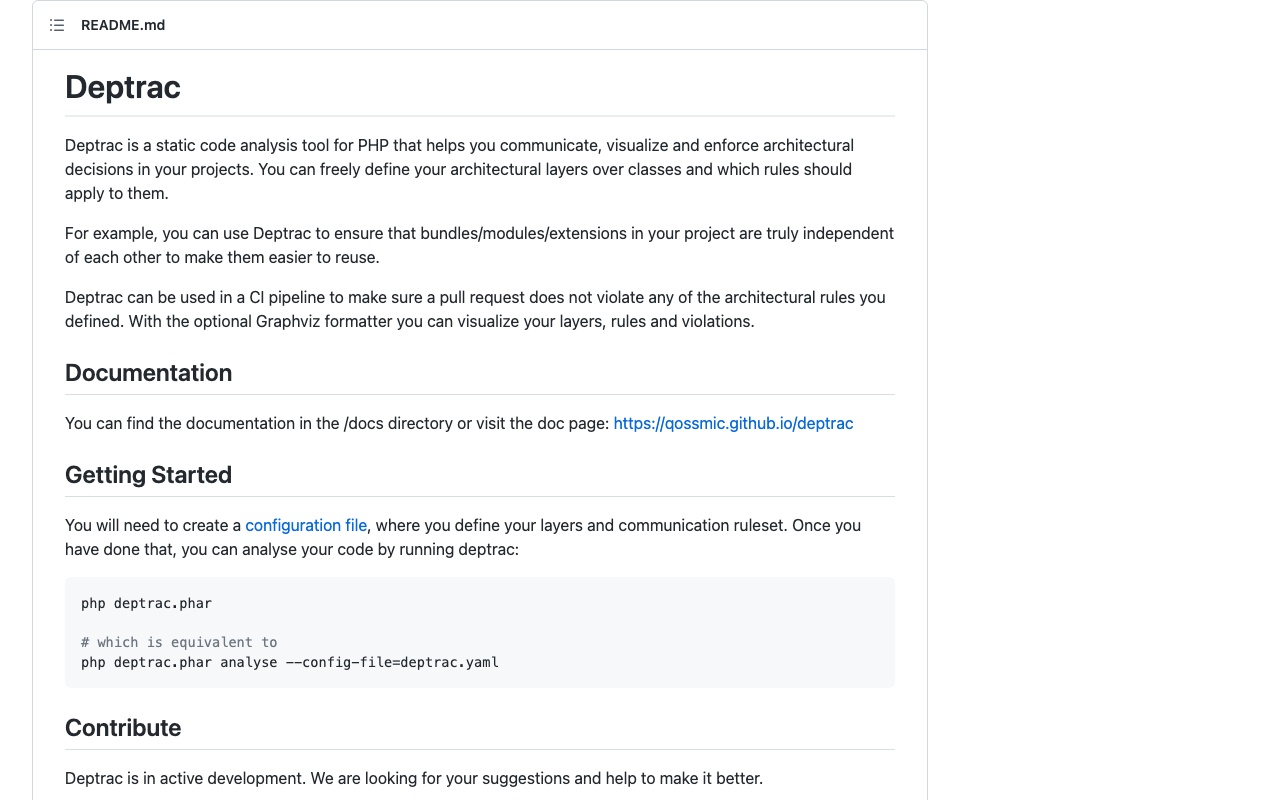 README.md
Deptrac
Deptrac is a static code analysis tool for PHP that helps you communicate, visualize and enforce architectural
decisions in your projects. You can freely define your architectural layers over classes and which rules should
apply to them.
For example, you can use Deptrac to ensure that bundles/modules/extensions in your project are truly independent
of each other to make them easier to reuse.
Deptrac can be used in a CI pipeline to make sure a pull request does not violate any of the architectural rules you
defined. With the optional Graphviz formatter you can visualize your layers, rules and violations.
Documentation
You can find the documentation in the /docs directory or visit the doc page: https://qossmic.github.io/deptrac
Getting Started
You will need to create a configuration file, where you define your layers and communication ruleset. Once you
have done that, you can analyse your code by running deptrac:
php deptrac.phar
# which is equivalent to
php deptrac.phar analyse --config-file=deptrac.yaml
Contribute
Deptrac is in active development. We are looking for your suggestions and help to make it better.